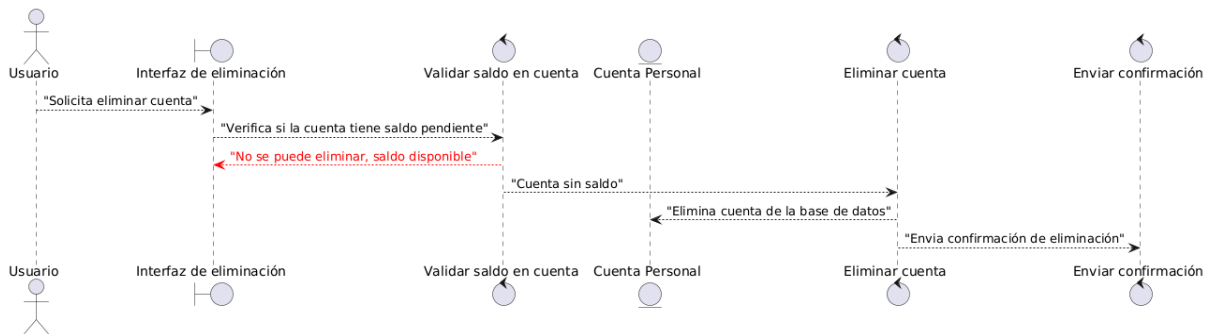 Usuario
Interfaz de eliminación
Validar saldo en cuenta
Cuenta Personal
Eliminar cuenta
Enviar confirmación
"Solicita eliminar cuenta"
"Verifica si la cuenta tiene saldo pendiente"
"No se puede eliminar, saldo disponible"
"Cuenta sin saldo"
"Elimina cuenta de la base de datos"
"Envia confirmación de eliminación"
Usuario
Interfaz de eliminación
Validar saldo en cuenta
Cuenta Personal
Eliminar cuenta
Enviar confirmación